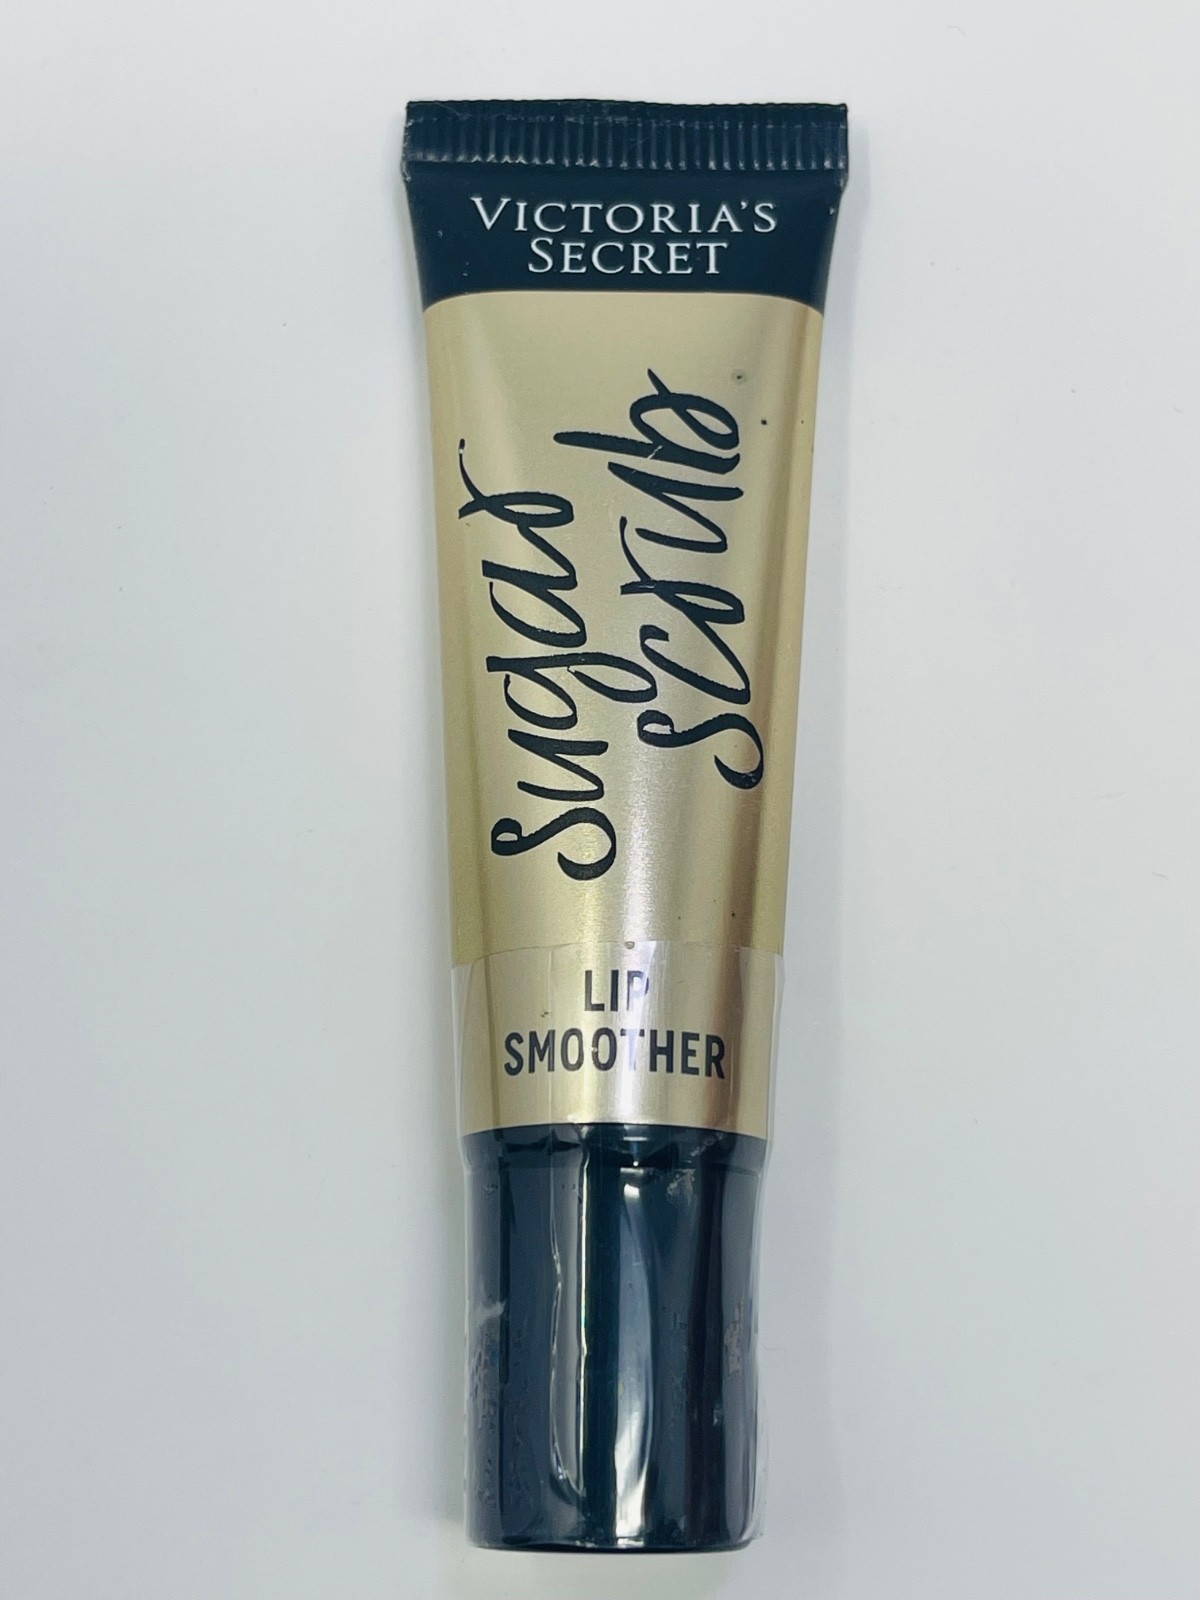 VICTORIA'S
SECRET
sugar
scrub
LIP
SMOOTHER